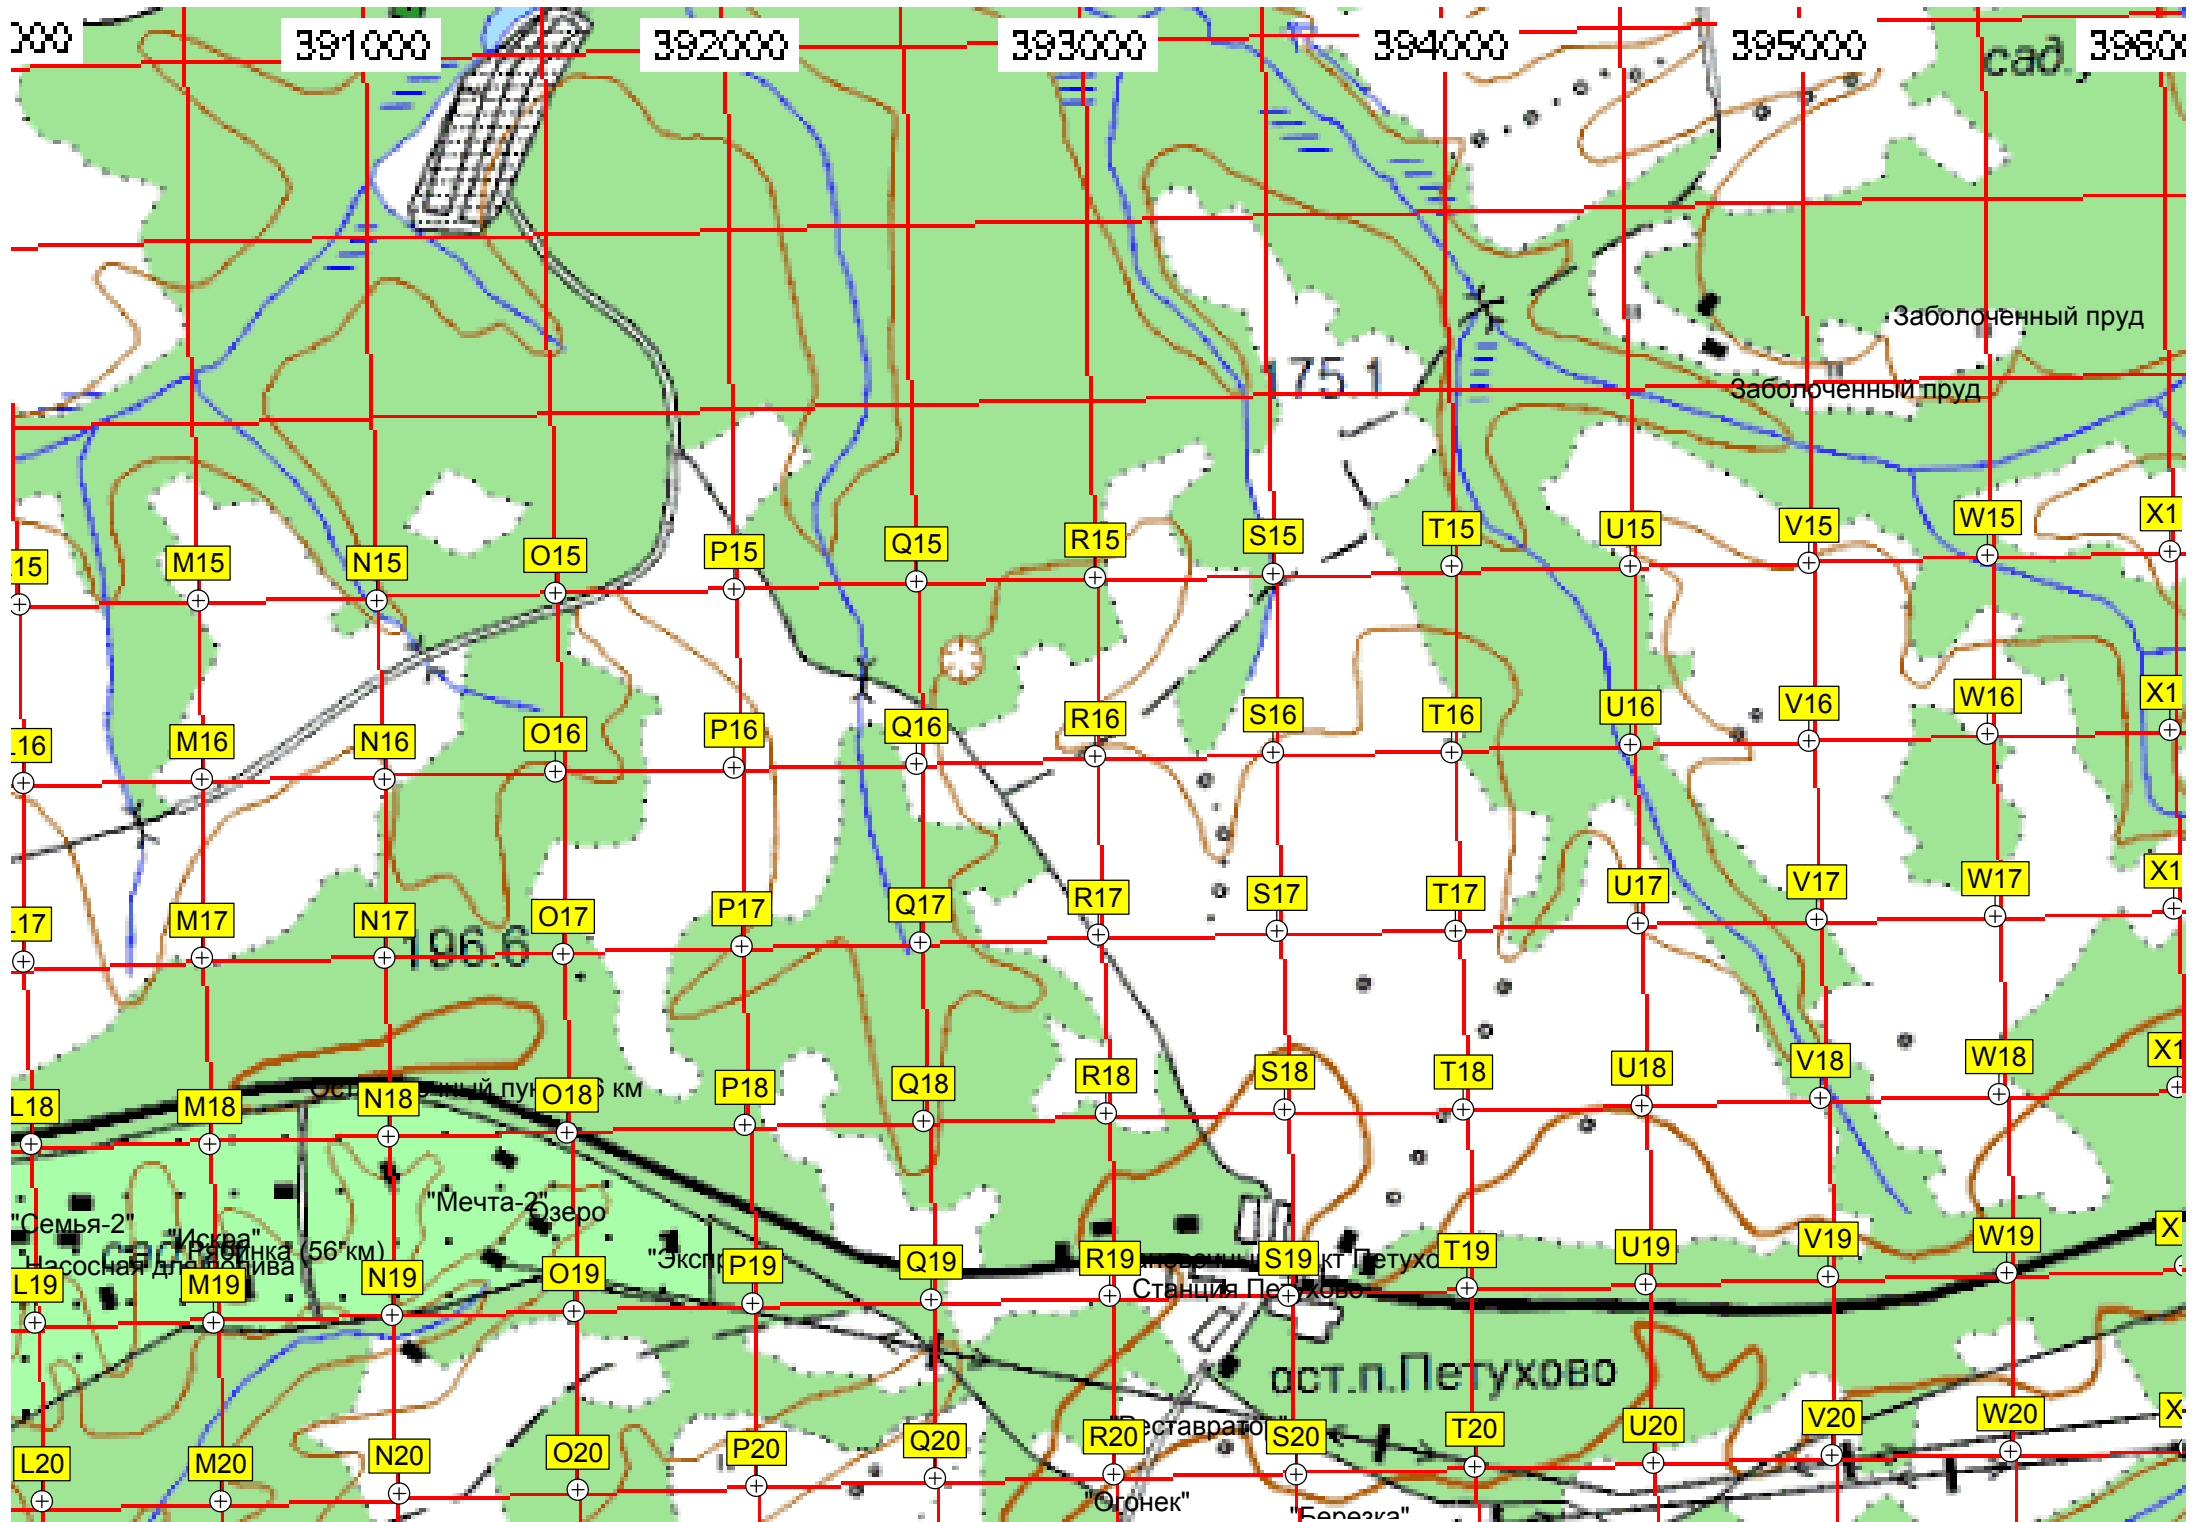 391000 392000 393000 394000 395000
сад.
Заболоченный пруд
175.1
Заболоченный пруд
M15 N15 O15 P15 Q15 R15 S15 T15 U15 V15 W15
M16 N16 O16 P16 Q16 R16 S16 T16 U16 V16 W16
M17 N17 O17 P17 Q17 R17 S17 T17 U17 V17 W17
196.6
L18 M18 N18 O18 P18 Q18 R18 S18 T18 U18 V18 W18
км
"Мечта-2"
Озеро
"Семья-2"
"Искра"
Рябинка (56 км)
Насосная для полива
L19 M19 N19 O19 P19 Q19 R19 S19 T19 U19 V19 W19
Станция Петухово
ост.п.Петухово
"Реставратор"
L20 M20 N20 O20 P20 Q20 R20 S20 T20 U20 V20 W20
"Огонек"
"Березка"